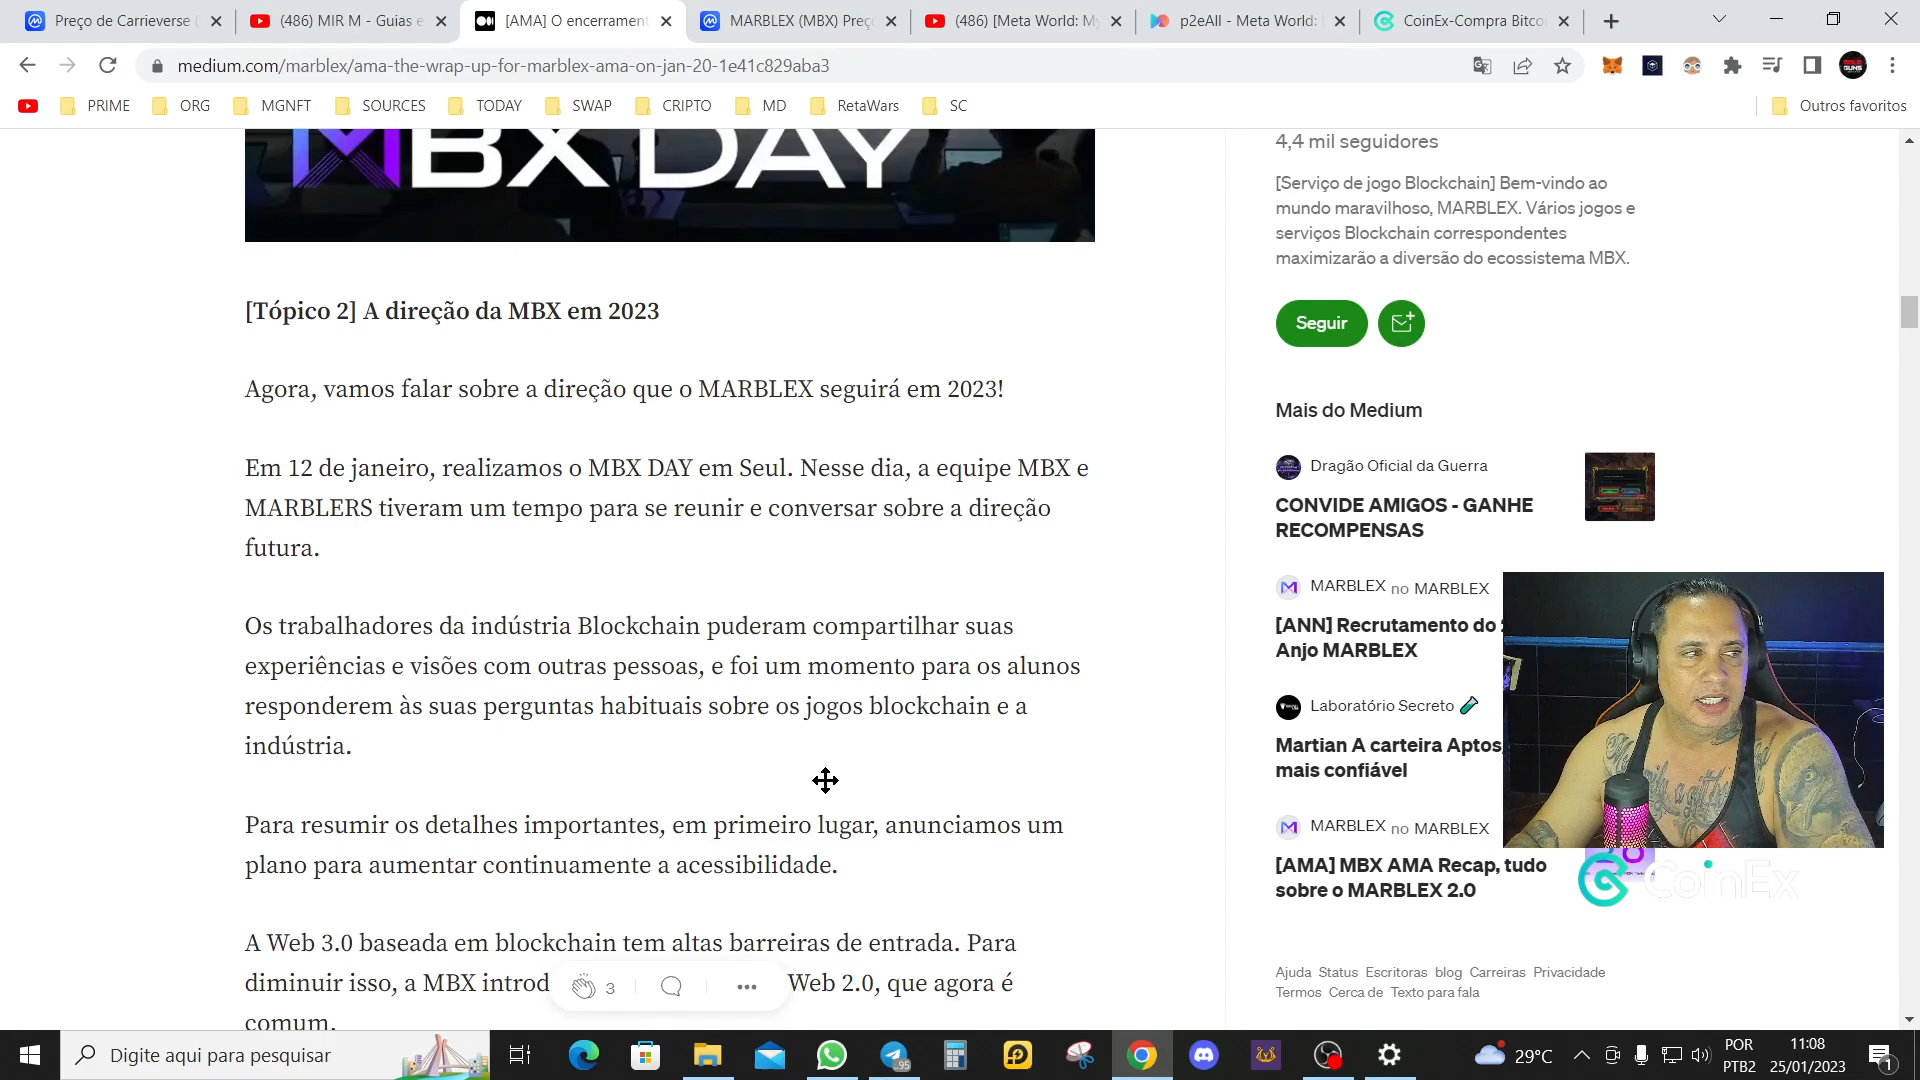 Preço de Carrieverse (
(486) MIR M - Guias e
[AMA] O encerrament
MARBLEX (MBX) Preç
(486) [Meta World: M
p2eAll - Meta World:
CoinEx-Compra Bitco
medium.com/marblex/ama-the-wrap-up-for-marblex-ama-on-jan-20-1e41c829aba3
PRIME
ORG
MGNFT
SOURCES
TODAY
SWAP
CRIPTO
MD
RetaWars
SC
Outros favoritos
MBX DAY
[Tópico 2] A direção da MBX em 2023
Agora, vamos falar sobre a direção que o MARBLEX seguirá em 2023!
Em 12 de janeiro, realizamos o MBX DAY em Seul. Nesse dia, a equipe MBX e
MARBLERS tiveram um tempo para se reunir e conversar sobre a direção
futura.
Os trabalhadores da indústria Blockchain puderam compartilhar suas
experiências e visões com outras pessoas, e foi um momento para os alunos
responderem às suas perguntas habituais sobre os jogos blockchain e a
indústria.
Para resumir os detalhes importantes, em primeiro lugar, anunciamos um
plano para aumentar continuamente a acessibilidade.
A Web 3.0 baseada em blockchain tem altas barreiras de entrada. Para
diminuir isso, a MBX introd Web 2.0, que agora é
comum.
3
4,4 mil seguidores
[Serviço de jogo Blockchain] Bem-vindo ao
mundo maravilhoso, MARBLEX. Vários jogos e
serviços Blockchain correspondentes
maximizarão a diversão do ecossistema MBX.
Seguir
Mais do Medium
Dragão Oficial da Guerra
CONVIDE AMIGOS - GANHE
RECOMPENSAS
MARBLEX no MARBLEX
[ANN] Recrutamento do
Anjo MARBLEX
Laboratório Secreto
Martian A carteira Aptos,
mais confiável
MARBLEX no MARBLEX
[AMA] MBX AMA Recap, tudo
sobre o MARBLEX 2.0
CoinEx
Ajuda Status Escritoras blog Carreiras Privacidade
Termos Cerca de Texto para fala
Digite aqui para pesquisar
95
29°C
POR
PTB2
11:08
25/01/2023
1